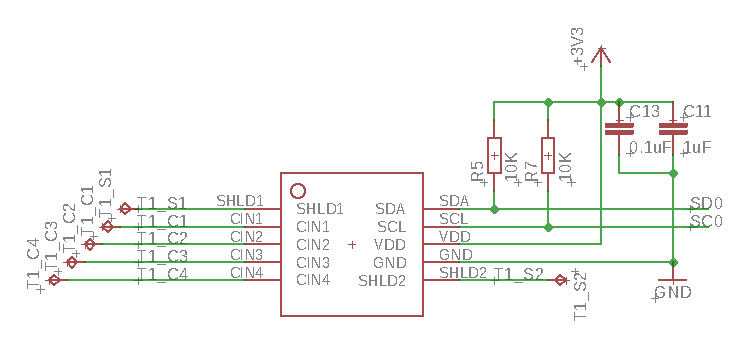 +3V3
C13
C11
0.1uF
1uF
R5
10K
R7
10K
T1_S1
T1_C1
T1_C2
T1_C3
T1_C4
T1_S1
T1_C1
T1_C2
T1_C3
T1_C4
SHLD1
CIN1
CIN2
CIN3
CIN4
SHLD1
CIN1
CIN2
CIN3
CIN4
SDA
SCL
VDD
GND
SHLD2
SDA
SCL
VDD
GND
SHLD2
T1_S2
T1_S2
SD0
SC0
GND